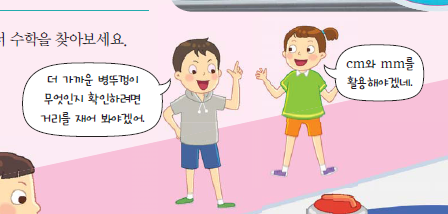 수학을 찾아보세요.
더 가까운 병뚜껑이
무엇인지 확인하려면
거리를 재어 봐야겠어.
cm와 mm를
활용해야겠네.